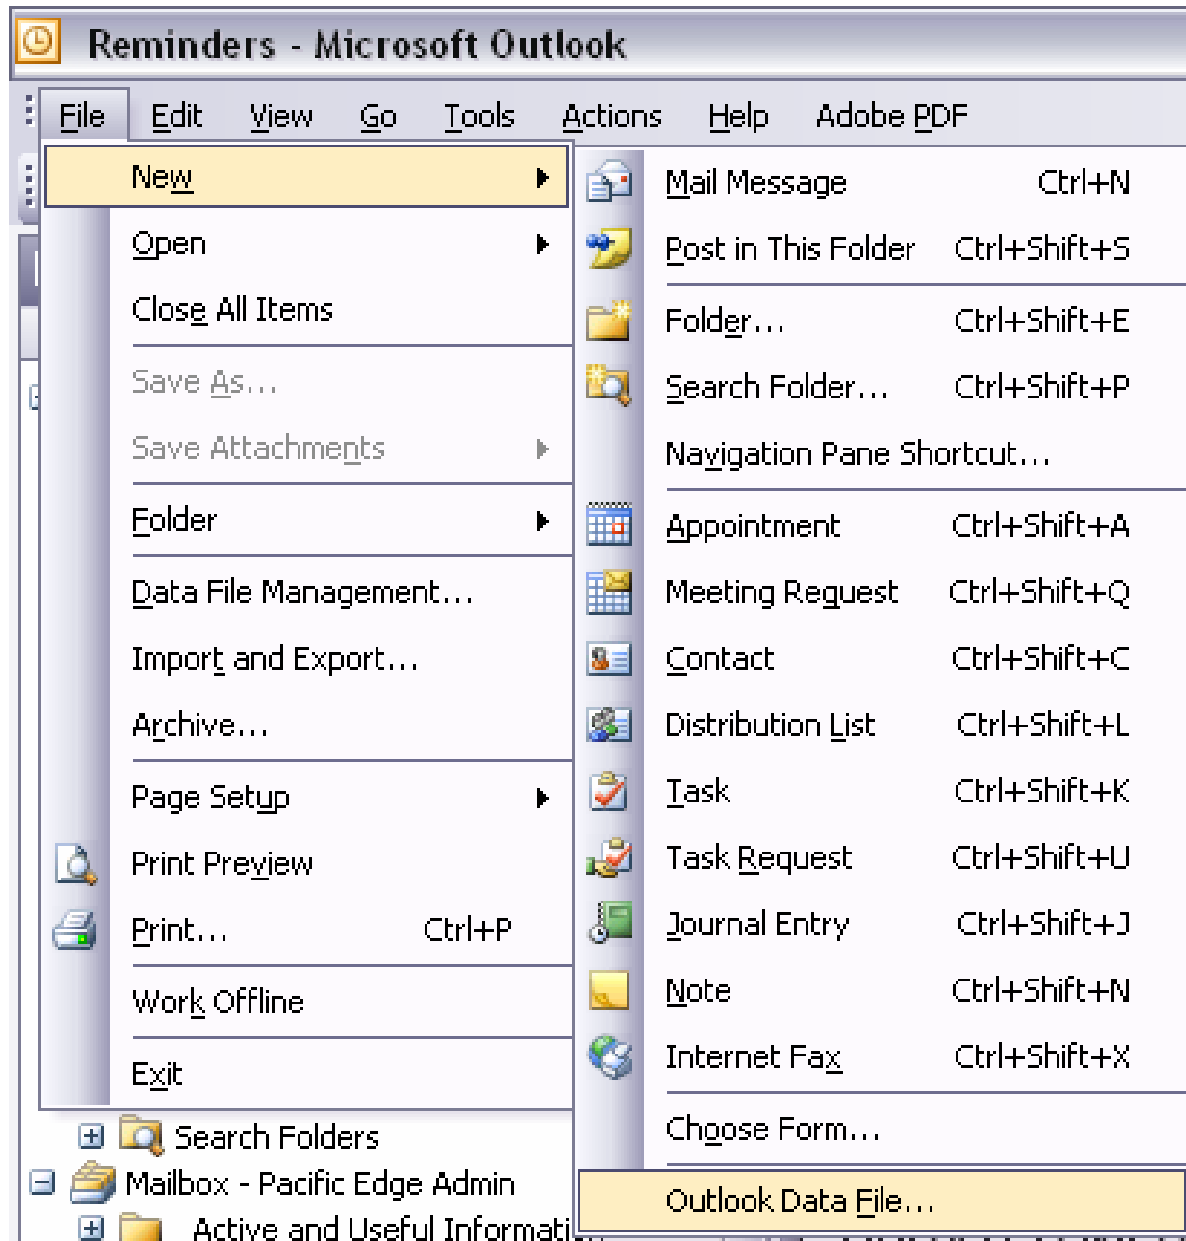 Reminders - Microsoft Outlook
File Edit View Go Tools Actions Help Adobe PDF
New
Open
Close All Items
Save As...
Save Attachments
Folder
Data File Management...
Import and Export...
Archive...
Page Setup
Print Preview
Print... Ctrl+P
Work Offline
Exit
Mail Message Ctrl+N
Post in This Folder Ctrl+Shift+S
Folder... Ctrl+Shift+E
Search Folder... Ctrl+Shift+P
Navigation Pane Shortcut...
Appointment Ctrl+Shift+A
Meeting Request Ctrl+Shift+Q
Contact Ctrl+Shift+C
Distribution List Ctrl+Shift+L
Task Ctrl+Shift+K
Task Request Ctrl+Shift+U
Journal Entry Ctrl+Shift+J
Note Ctrl+Shift+N
Internet Fax Ctrl+Shift+X
Choose Form...
Outlook Data File...
Search Folders
Mailbox - Pacific Edge Admin
Active and Useful Informati